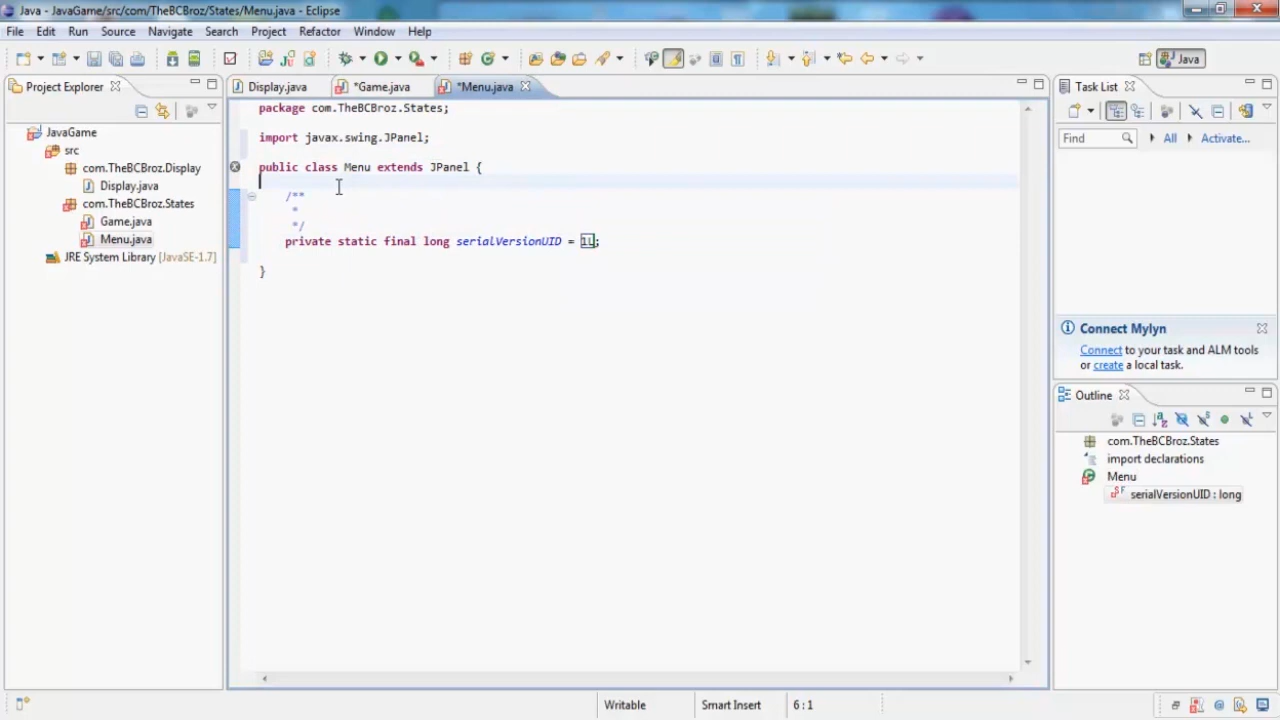 Java - JavaGame/src/com/TheBCBroz/States/Menu.java - Eclipse
File Edit Run Source Navigate Search Project Refactor Window Help
Java
Project Explorer
JavaGame
src
com.TheBCBroz.Display
Display.java
com.TheBCBroz.States
Game.java
Menu.java
JRE System Library [JavaSE-1.7]
Display.java *Game.java *Menu.java
package com.TheBCBroz.States;
import javax.swing.JPanel;
public class Menu extends JPanel {
/**
*
*/
private static final long serialVersionUID = 1L;
}
Task List
Find All Activate...
Connect Mylyn
Connect to your task and ALM tools
or create a local task.
Outline
com.TheBCBroz.States
import declarations
Menu
serialVersionUID : long
Writable Smart Insert 6 : 1